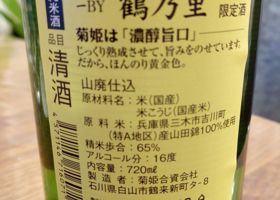 ―BY 鶴乃里 限定酒
菊姫は「濃醇旨口」――
じっくり熟成させて、旨みをのせています。
だから、ほんのり黄金色。
米酒
品目 清酒
山廃仕込
原材料名：米（国産）
米こうじ（国産米）
原料米：兵庫県三木市吉川町
（特A地区）産山田錦100％使用
精米歩合：65％
アルコール分：16度
内容量：720㎖
製造者：菊姫合資会社
石川県白山市鶴来新町タ-8